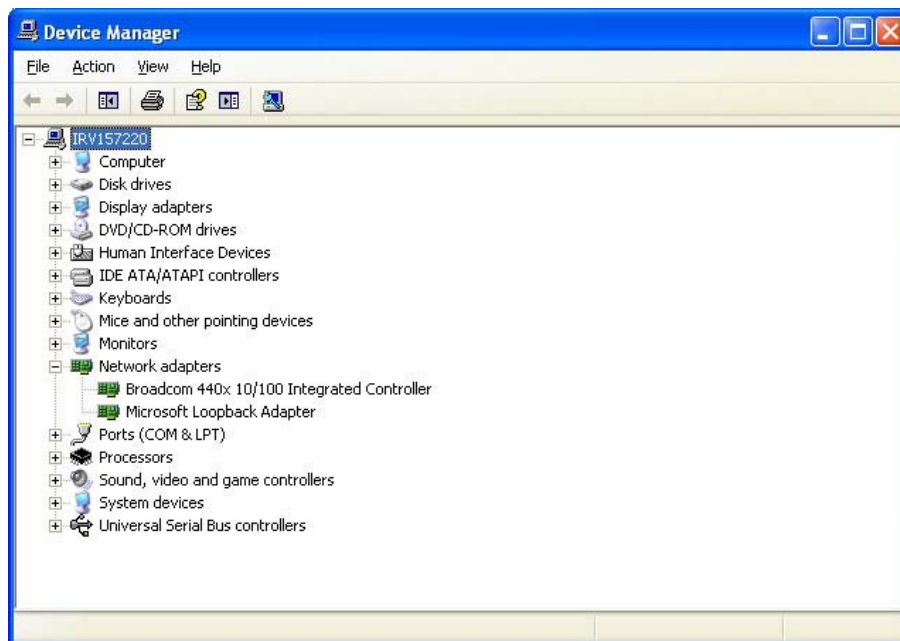 Device Manager
File Action View Help
IRV157220
Computer
Disk drives
Display adapters
DVD/CD-ROM drives
Human Interface Devices
IDE ATA/ATAPI controllers
Keyboards
Mice and other pointing devices
Monitors
Network adapters
Broadcom 440x 10/100 Integrated Controller
Microsoft Loopback Adapter
Ports (COM & LPT)
Processors
Sound, video and game controllers
System devices
Universal Serial Bus controllers